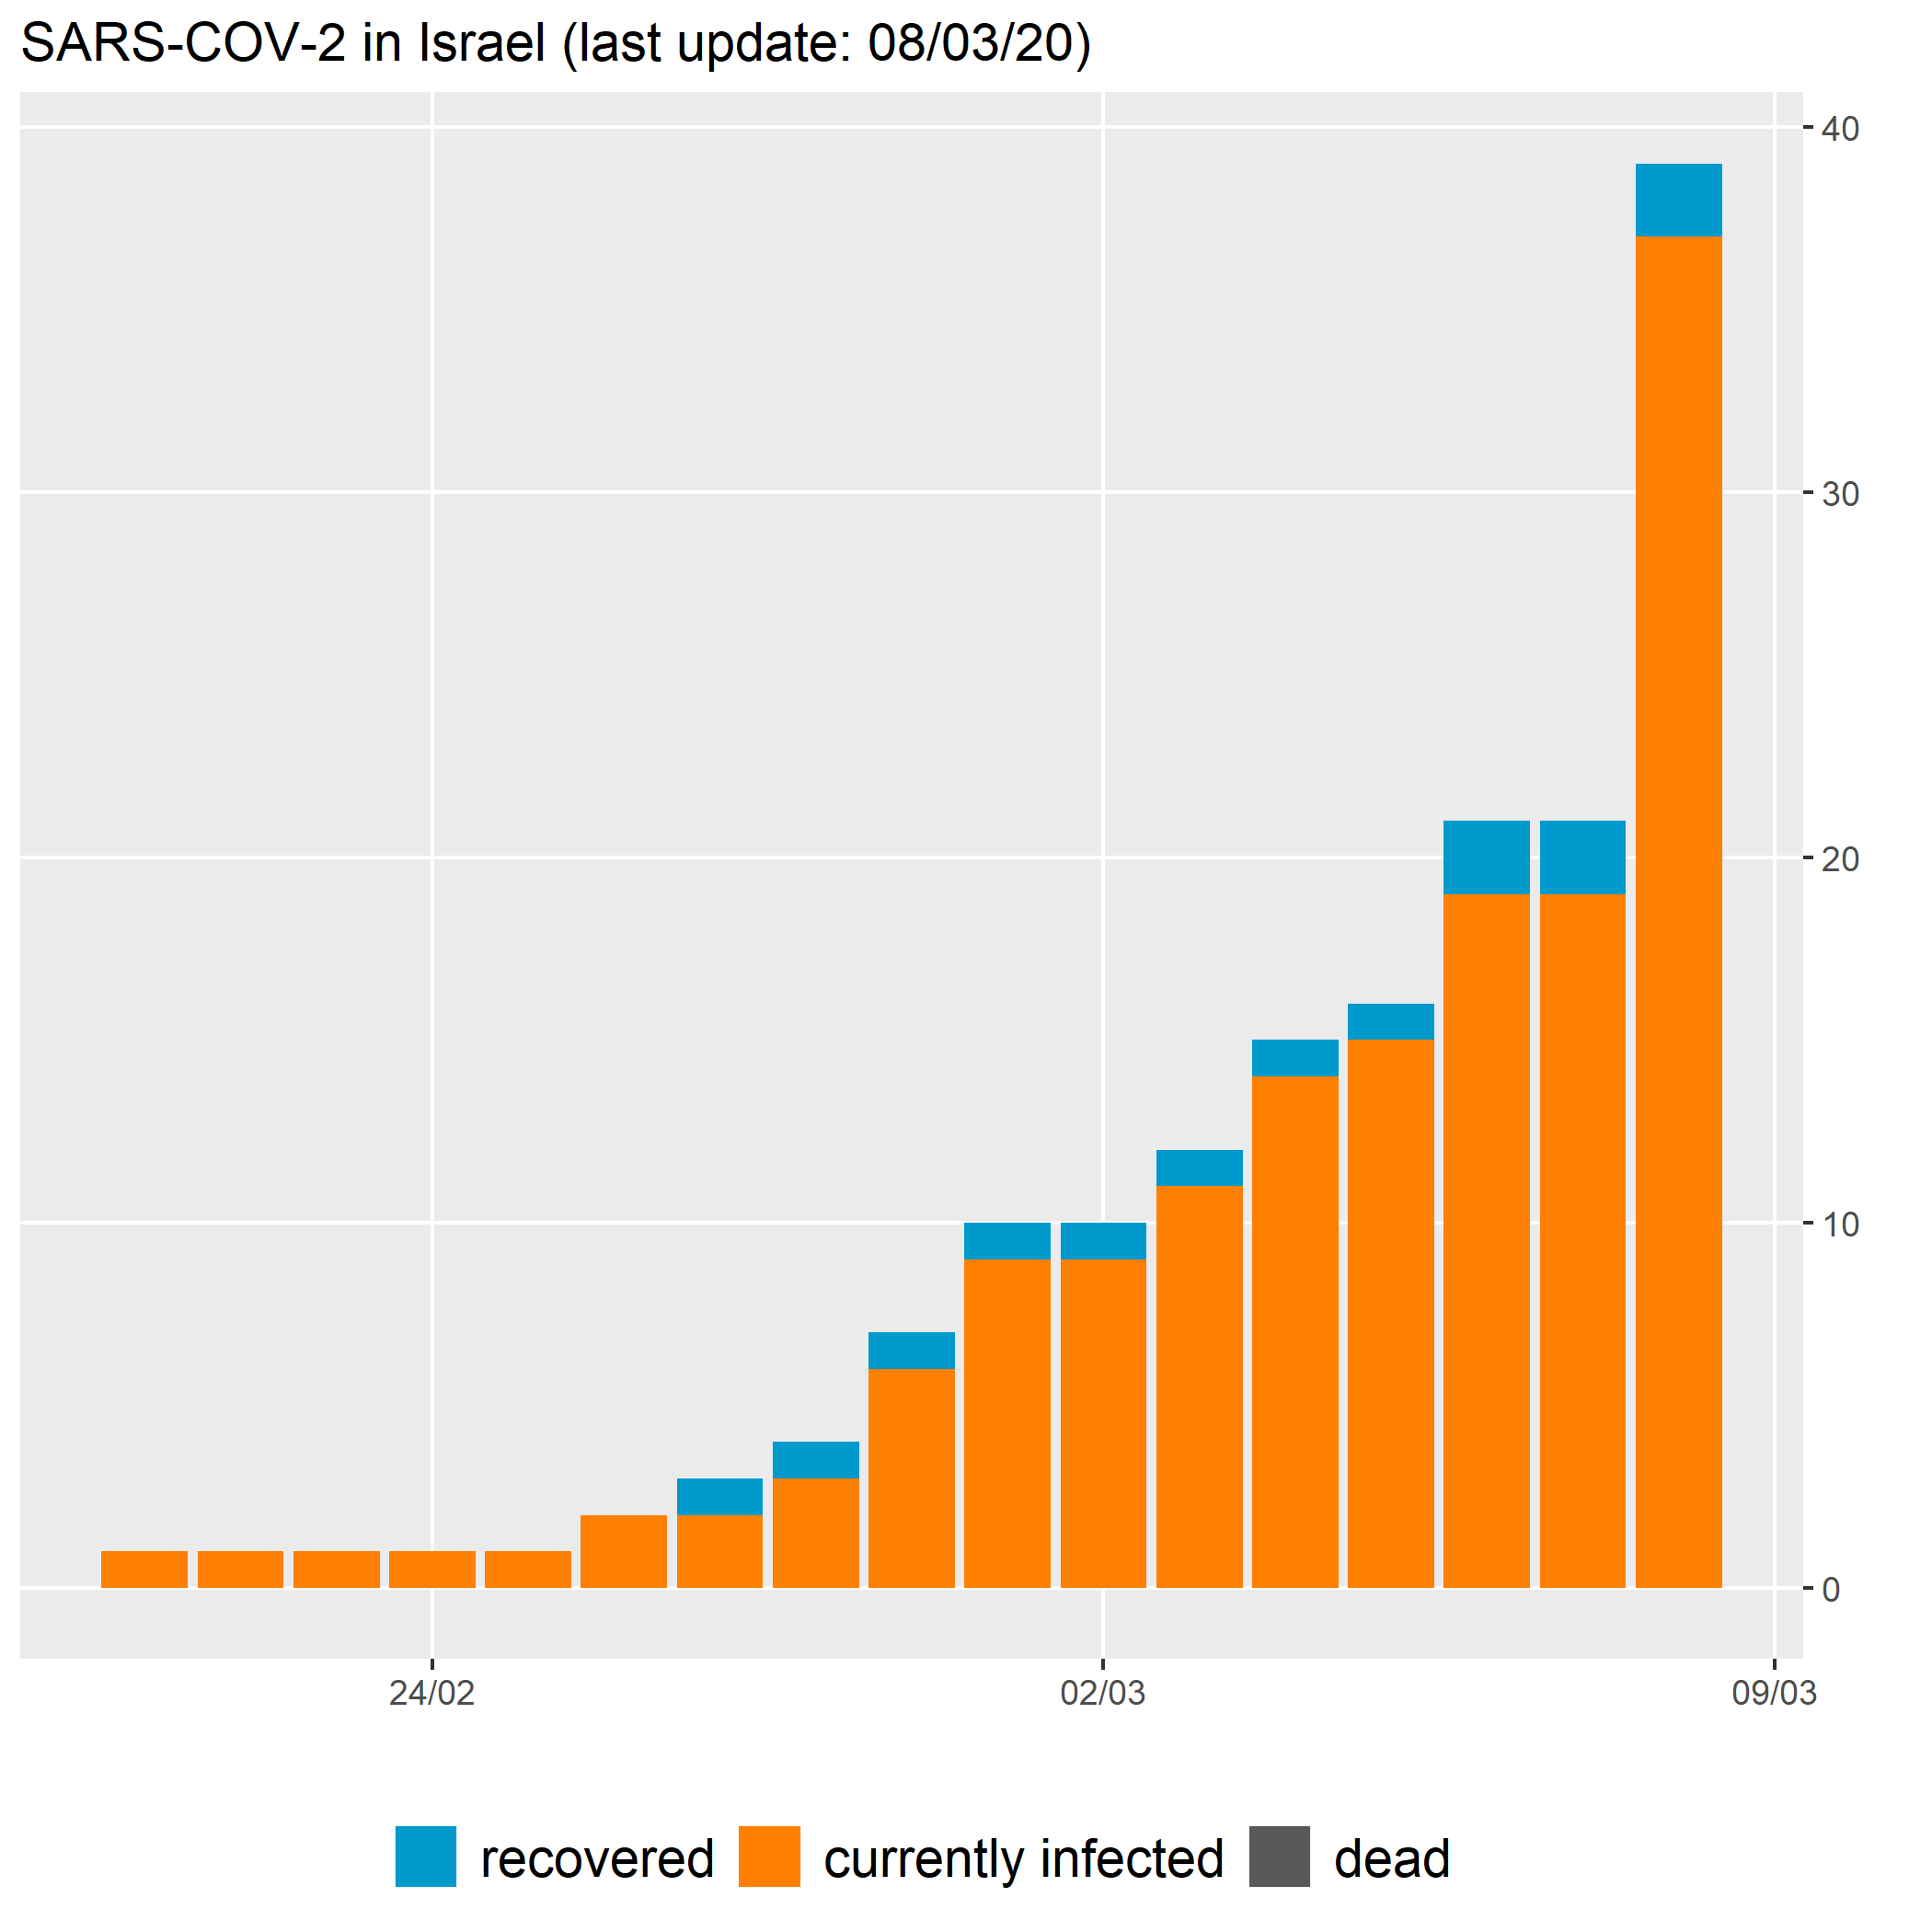 SARS-COV-2 in Israel (last update: 08/03/20)
40
30
20
10
0
24/02 02/03 09/03
recovered currently infected dead